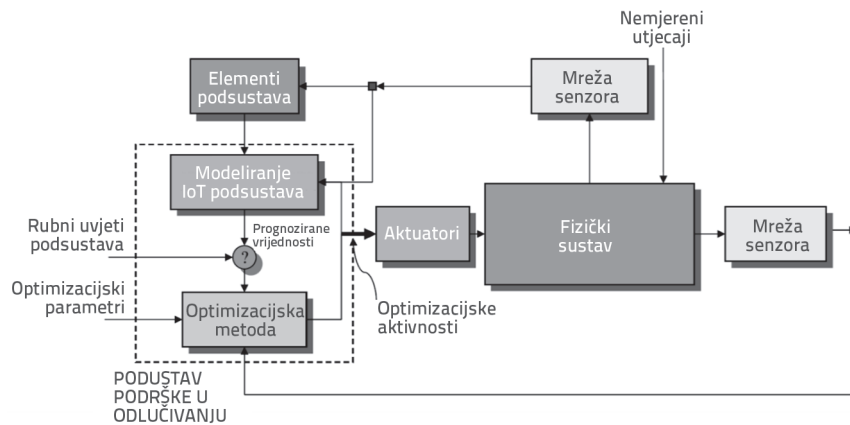 Nemjereni
utjecaji
Elementi
podsustava
Mreža
senzora
Modeliranje
IoT podsustava
Rubni uvjeti
podsustava
Prognozirane
vrijednosti
?
Aktuatori
Fizički
sustav
Mreža
senzora
Optimizacijski
parametri
Optimizacijska
metoda
Optimizacijske
aktivnosti
PODUSTAV
PODRŠKE U
ODLUČIVANJU